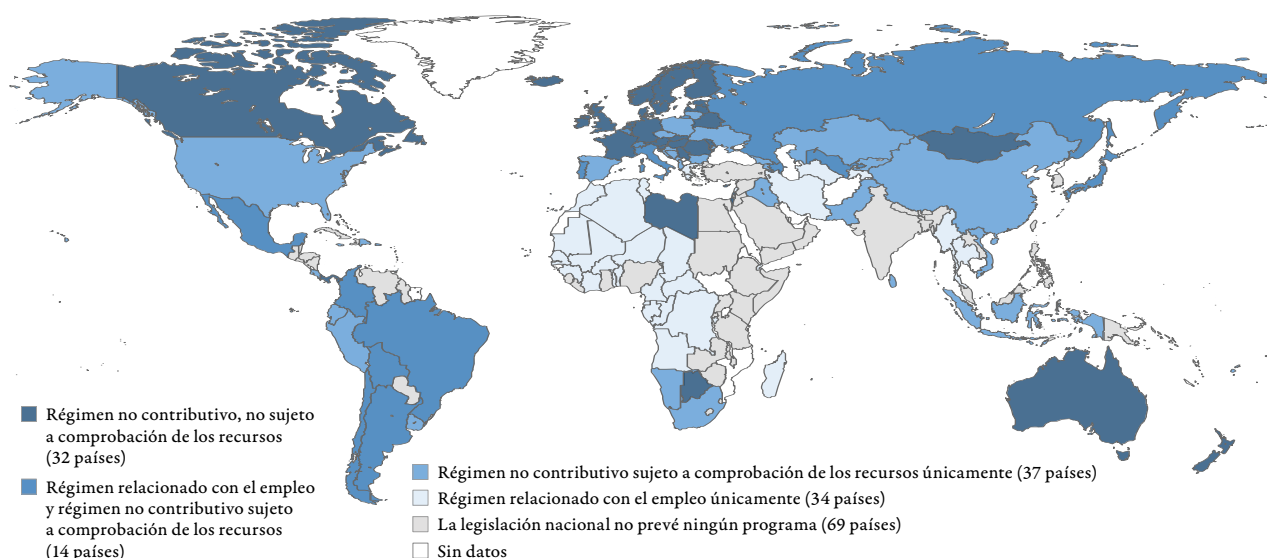 Régimen no contributivo, no sujeto
a comprobación de los recursos
(32 países)
Régimen relacionado con el empleo
y régimen no contributivo sujeto
a comprobación de los recursos
(14 países)
Régimen no contributivo sujeto a comprobación de los recursos únicamente (37 países)
Régimen relacionado con el empleo únicamente (34 países)
La legislación nacional no prevé ningún programa (69 países)
Sin datos